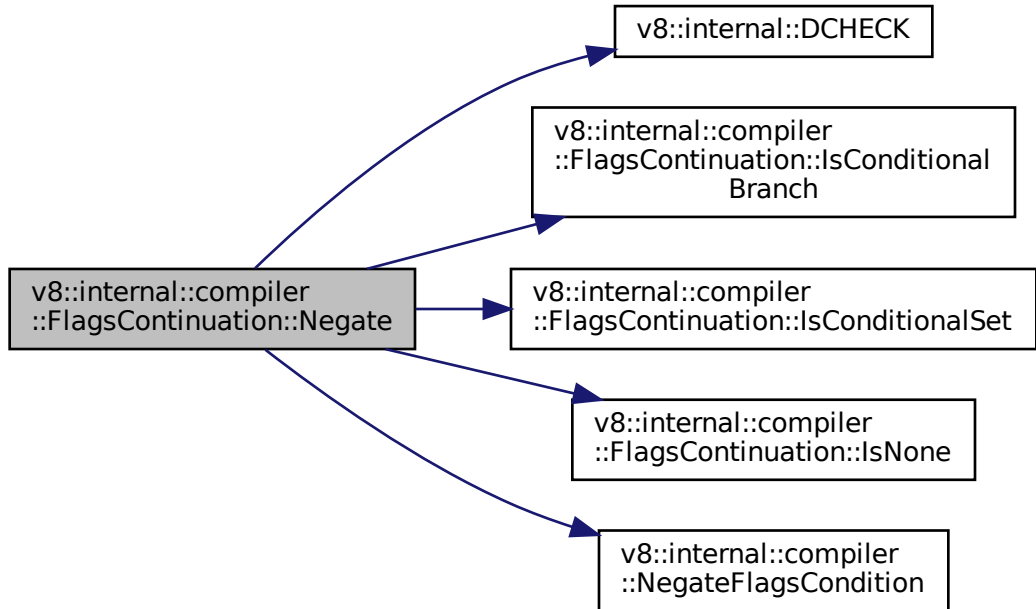 v8::internal::DCHECK
v8::internal::compiler
::FlagsContinuation::IsConditional
Branch
v8::internal::compiler
::FlagsContinuation::Negate
v8::internal::compiler
::FlagsContinuation::IsConditionalSet
v8::internal::compiler
::FlagsContinuation::IsNone
v8::internal::compiler
::NegateFlagsCondition